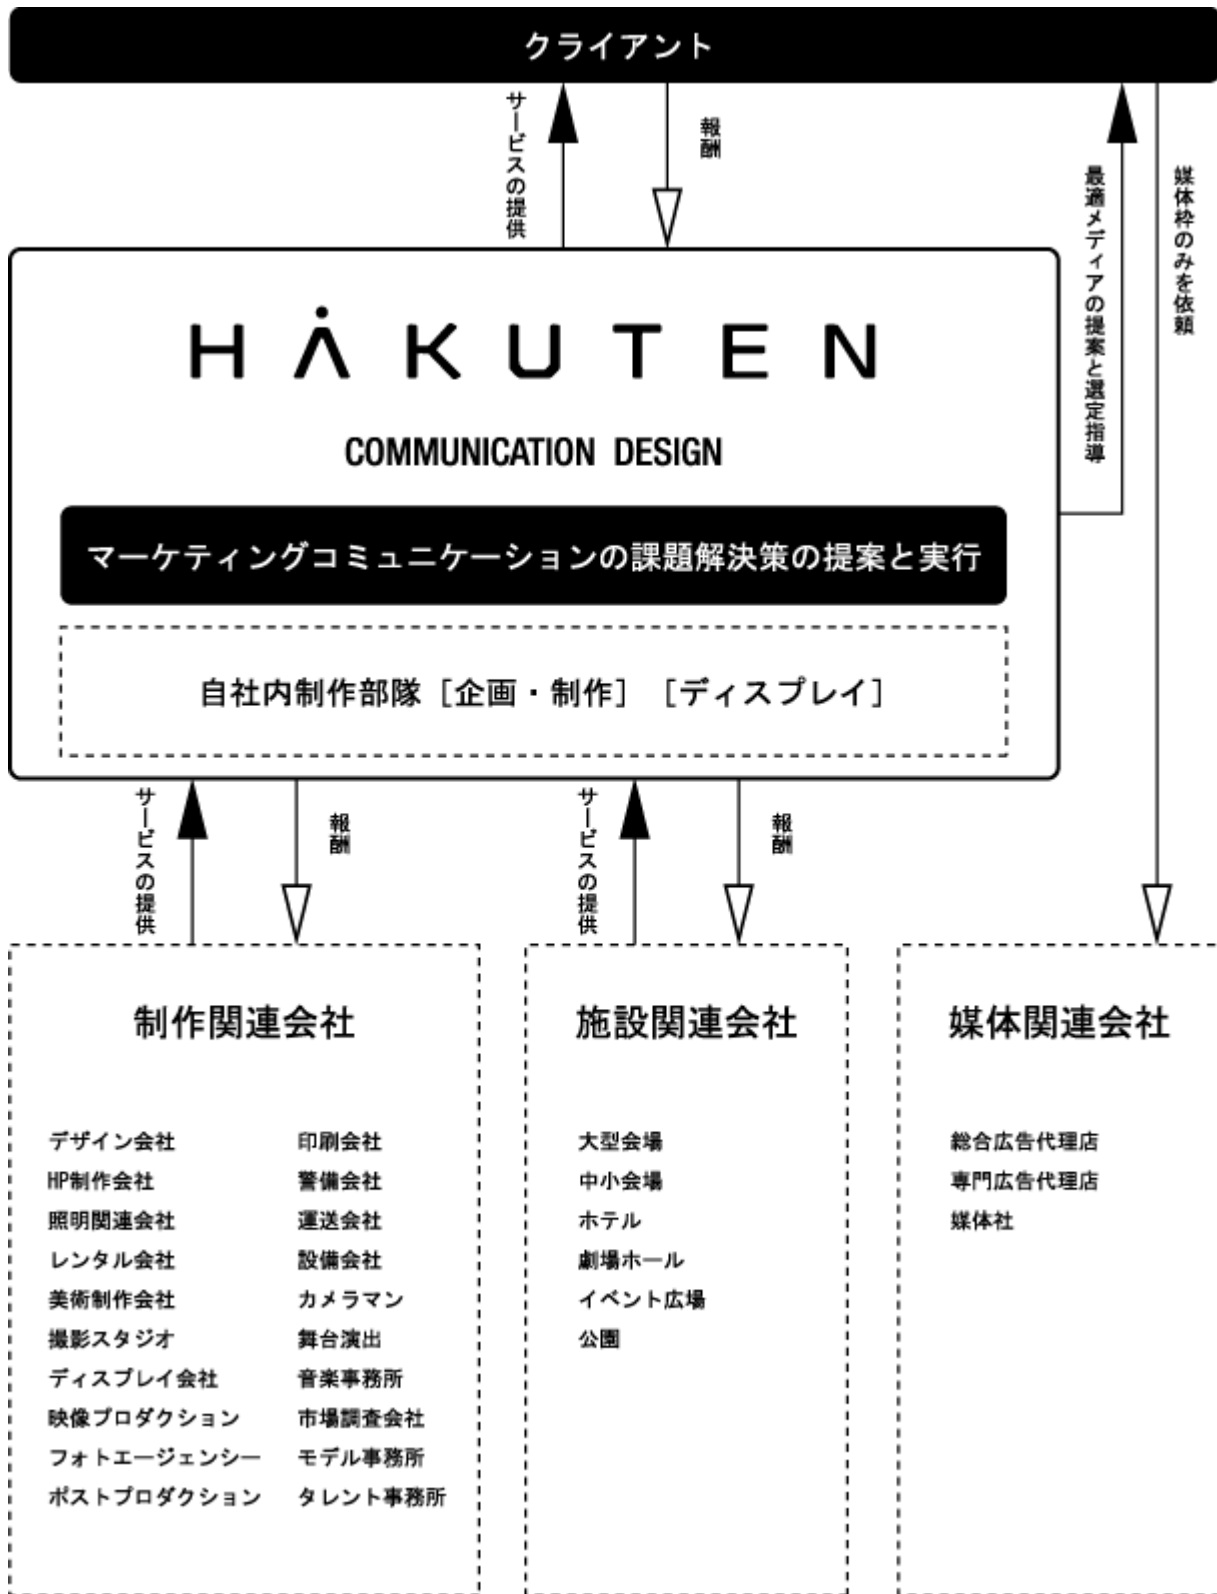 クライアント
サービスの提供
報酬
最適メディアの提案と選定指導
媒体枠のみを依頼
HAKUTEN
COMMUNICATION DESIGN
マーケティングコミュニケーションの課題解決策の提案と実行
自社内制作部隊［企画・制作］［ディスプレイ］
サービスの提供
報酬
サービスの提供
報酬
制作関連会社
デザイン会社
HP制作会社
照明関連会社
レンタル会社
美術制作会社
撮影スタジオ
ディスプレイ会社
映像プロダクション
フォトエージェンシー
ポストプロダクション
印刷会社
警備会社
運送会社
設備会社
カメラマン
舞台演出
音楽事務所
市場調査会社
モデル事務所
タレント事務所
施設関連会社
大型会場
中小会場
ホテル
劇場ホール
イベント広場
公園
媒体関連会社
総合広告代理店
専門広告代理店
媒体社